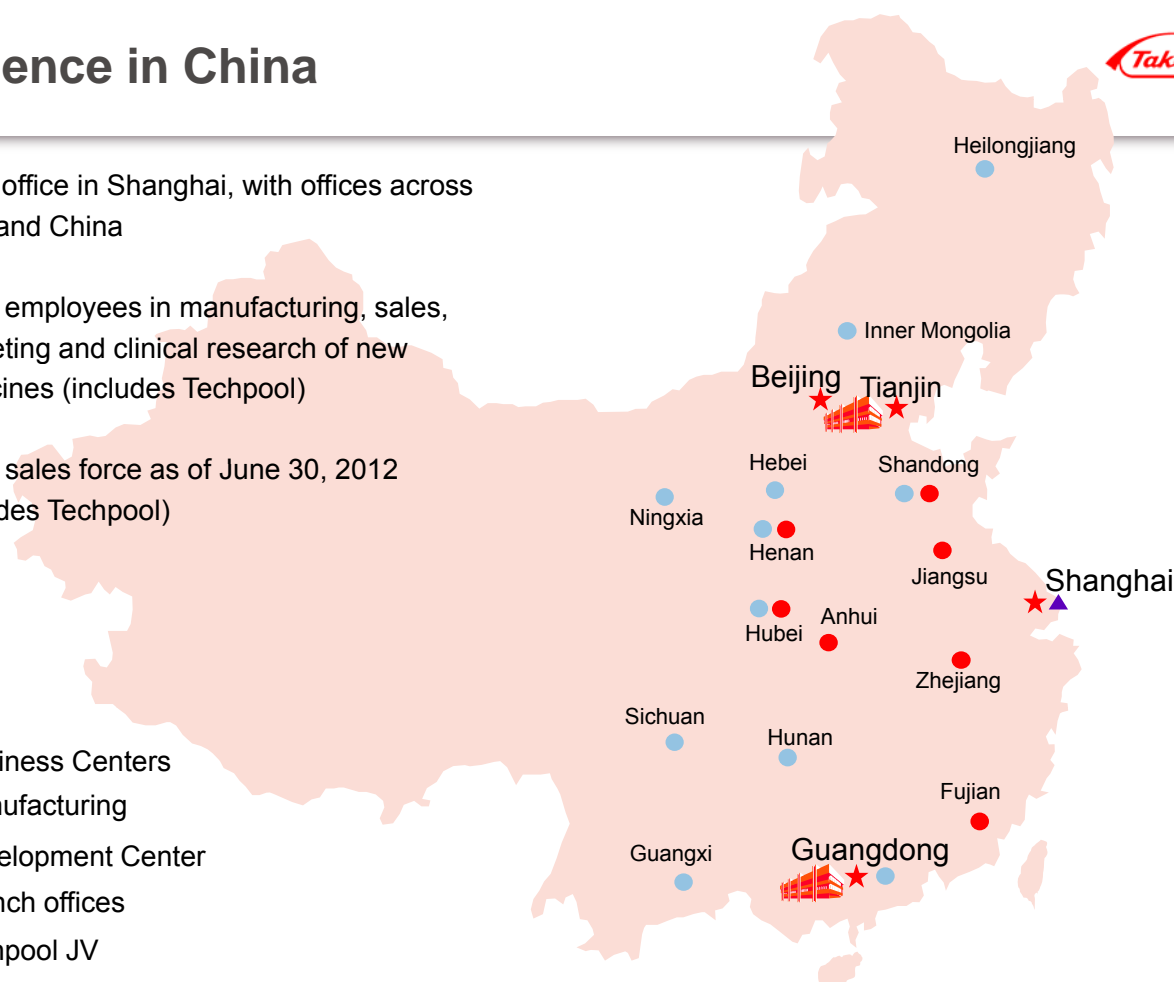 ence in China
Tak
office in Shanghai, with offices across
and China
employees in manufacturing, sales,
eting and clinical research of new
cines (includes Techpool)
sales force as of June 30, 2012
des Techpool)
Heilongjiang
Inner Mongolia
Beijing
Tianjin
Hebei
Shandong
Ningxia
Henan
Jiangsu
Shanghai
Hubei
Anhui
Zhejiang
Sichuan
Hunan
Fujian
Guangxi
Guangdong
iness Centers
nufacturing
elopment Center
nch offices
hpool JV